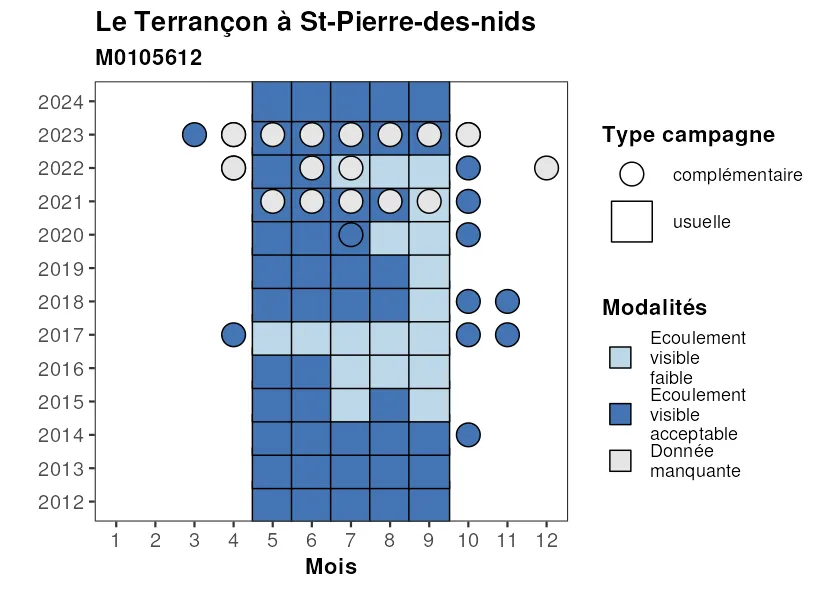 Le Terrançon à St-Pierre-des-nids
M0105612
2024
2023
2022
2021
2020
2019
2018
2017
2016
2015
2014
2013
2012
1 2 3 4 5 6 7 8 9 10 11 12
Mois
Type campagne
complémentaire
usuelle
Modalités
Ecoulement
visible
faible
Ecoulement
visible
acceptable
Donnée
manquante